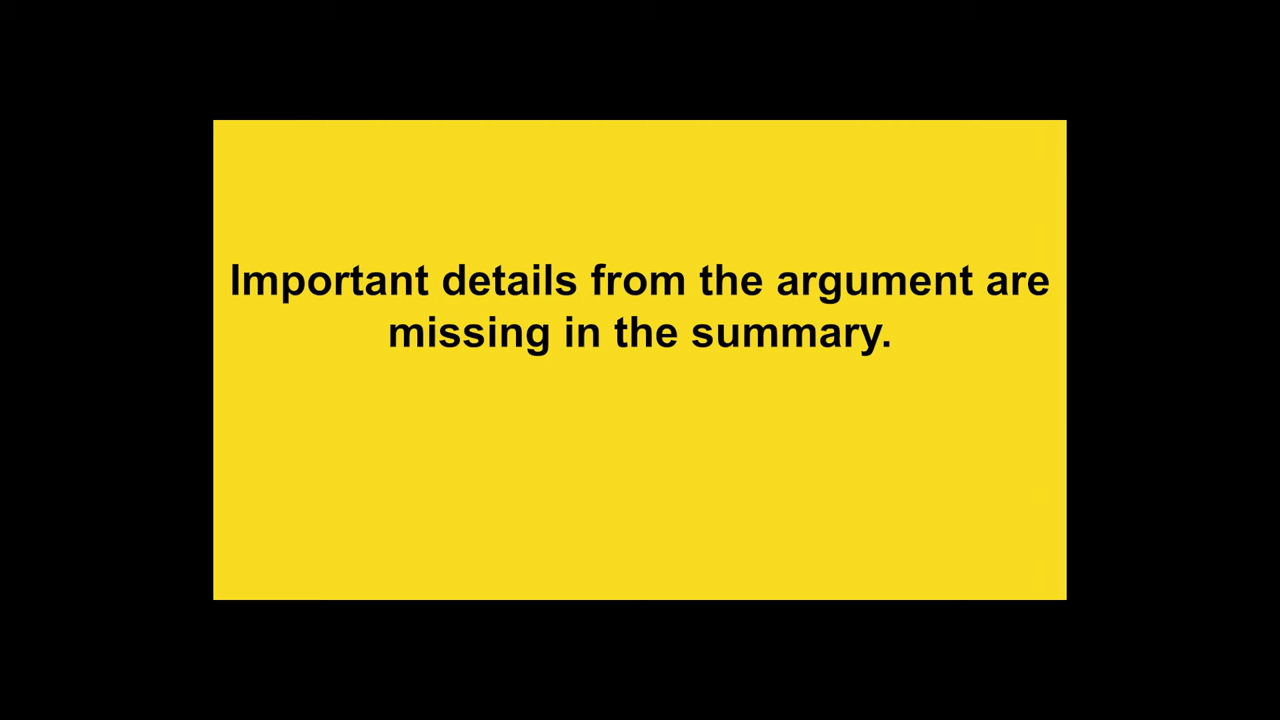 Important details from the argument are
missing in the summary.